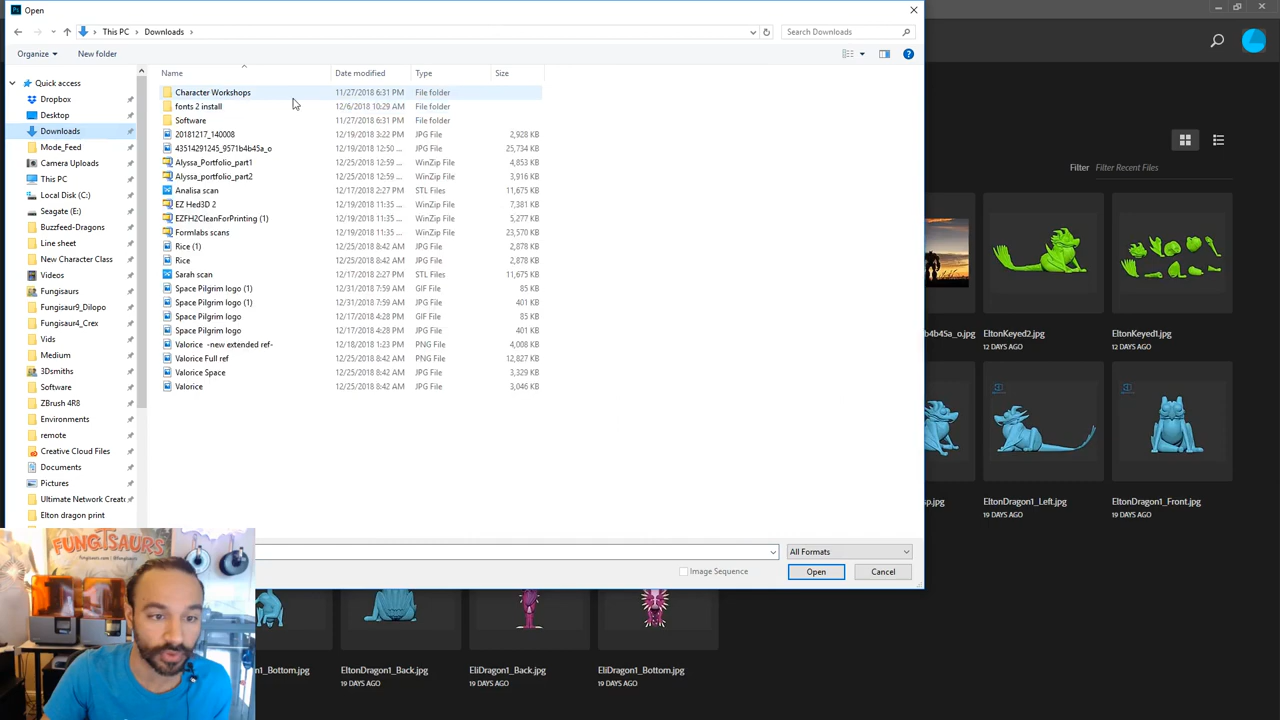 Open
This PC > Downloads >
Search Downloads
Organize
New folder
Name
Date modified
Type
Size
Quick access
Dropbox
Desktop
Downloads
Mode_Feed
Camera Uploads
This PC
Local Disk (C:)
Seagate (E:)
Buzzfeed-Dragons
Line sheet
New Character Class
Videos
Fungisaurs
Fungisaur9_Dilopo
Fungisaur4_Crex
Vids
Medium
3Dsmiths
Software
ZBrush 4R8
Environments
remote
Creative Cloud Files
Documents
Pictures
Ultimate Network Creato
Elton dragon print
Character Workshops 11/27/2018 6:31 PM File folder
fonts 2 install 12/6/2018 10:29 AM File folder
Software 11/27/2018 6:31 PM File folder
20181217_140008 12/19/2018 3:22 PM JPG File 2,928 KB
43514291245_9571b4b45a_o 12/19/2018 12:50 ... JPG File 25,734 KB
Alyssa_Portfolio_part1 12/25/2018 12:59 ... WinZip File 4,853 KB
Alyssa_portfolio_part2 12/25/2018 12:59 ... WinZip File 3,916 KB
Analisa scan 12/17/2018 2:27 PM STL Files 11,675 KB
EZ Hed3D 2 12/19/2018 11:35 ... WinZip File 7,381 KB
EZFH2CleanForPrinting (1) 12/19/2018 11:35 ... WinZip File 5,277 KB
Formlabs scans 12/19/2018 11:35 ... WinZip File 23,570 KB
Rice (1) 12/25/2018 8:42 AM JPG File 2,878 KB
Rice 12/25/2018 8:42 AM JPG File 2,878 KB
Sarah scan 12/17/2018 2:27 PM STL Files 11,675 KB
Space Pilgrim logo (1) 12/31/2018 7:59 AM GIF File 85 KB
Space Pilgrim logo (1) 12/31/2018 7:59 AM JPG File 401 KB
Space Pilgrim logo 12/17/2018 4:28 PM GIF File 85 KB
Space Pilgrim logo 12/17/2018 4:28 PM JPG File 401 KB
Valorice -new extended ref- 12/18/2018 1:23 PM PNG File 4,008 KB
Valorice Full ref 12/25/2018 8:42 AM PNG File 12,827 KB
Valorice Space 12/25/2018 8:42 AM JPG File 3,329 KB
Valorice 12/25/2018 8:42 AM JPG File 3,046 KB
All Formats
Image Sequence
Open
Cancel
Filter Filter Recent Files
b4b45a_o.jpg
EltonKeyed2.jpg
12 DAYS AGO
EltonKeyed1.jpg
12 DAYS AGO
sp.jpg
EltonDragon1_Left.jpg
19 DAYS AGO
EltonDragon1_Front.jpg
19 DAYS AGO
1_Bottom.jpg
EltonDragon1_Back.jpg
19 DAYS AGO
EliDragon1_Back.jpg
19 DAYS AGO
EliDragon1_Bottom.jpg
19 DAYS AGO
FUNGISAURS